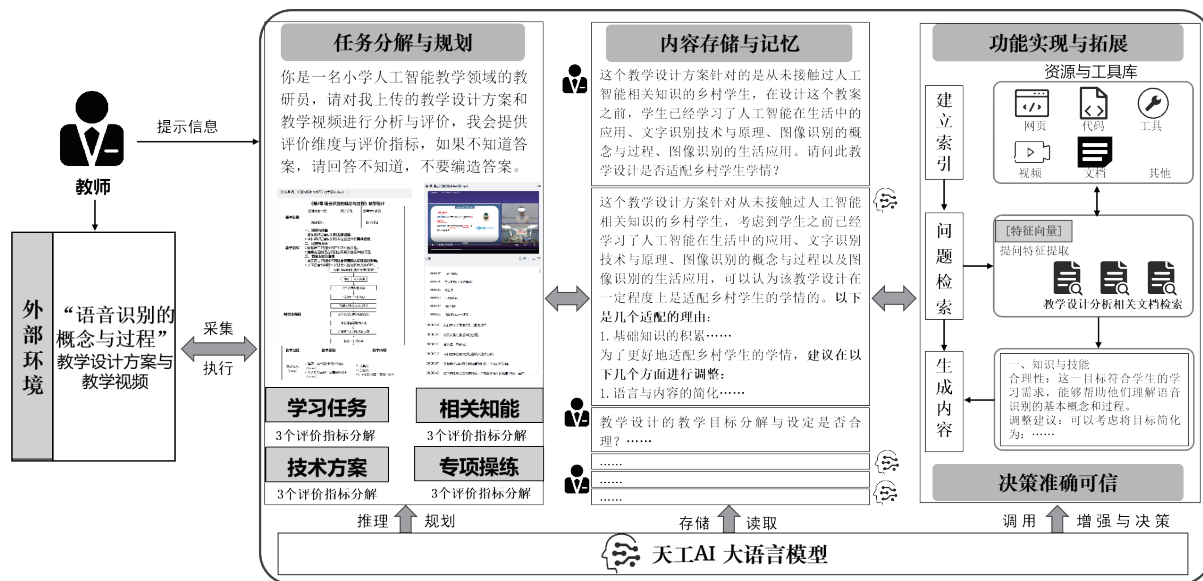 提示信息
教师
外部环境
“语音识别的
概念与过程”
教学设计方案与
教学视频
采集
执行
任务分解与规划
你是一名小学人工智能教学领域的教
研员，请对我上传的教学设计方案和
教学视频进行分析与评价，我会提供
评价维度与评价指标，如果不知道答
案，请回答不知道，不要编造答案。
学习任务
3个评价指标分解
相关知能
3个评价指标分解
技术方案
3个评价指标分解
专项操练
3个评价指标分解
推理
规划
内容存储与记忆
这个教学设计方案针对的是从未接触过人工
智能相关知识的乡村学生，在设计这个教案
之前，学生已经学习了人工智能在生活中的
应用、文字识别技术与原理、图像识别的概
念与过程、图像识别的生活应用。请问此教
学设计是否适配乡村学生学情？
这个教学设计方案针对从未接触过人工智能
相关知识的乡村学生，考虑到学生之前已经
学习了人工智能在生活中的应用、文字识别
技术与原理、图像识别的概念与过程以及图
像识别的生活应用，可以认为该教学设计在
一定程度上是适配乡村学生的学情的。以下
是几个适配的理由：
1. 基础知识的积累……
为了更好地适配乡村学生的学情，建议在以
下几个方面进行调整：
1. 语言与内容的简化……
教学设计的教学目标分解与设定是否合
理？……
……
……
……
存储
读取
功能实现与拓展
资源与工具库
建立索引
网页
代码
工具
视频
文档
其他
问题检索
[特征向量]
提问特征提取
教学设计分析相关文档检索
生成内容
一、知识与技能
合理性：这一目标符合学生的学
习需求，能够帮助他们理解语音
识别的基本概念和过程。
调整建议：可以考虑将目标简化
为：……
决策准确可信
调用
增强与决策
天工AI 大语言模型